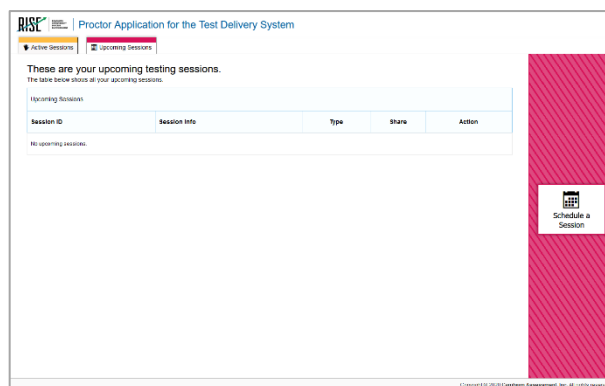 RISE Proctor Application for the Test Delivery System
Active Sessions
Upcoming Sessions
These are your upcoming testing sessions.
The table below shows all your upcoming sessions.
Upcoming Sessions
Session ID Session Info Type Share Action
No upcoming sessions.
Schedule a
Session